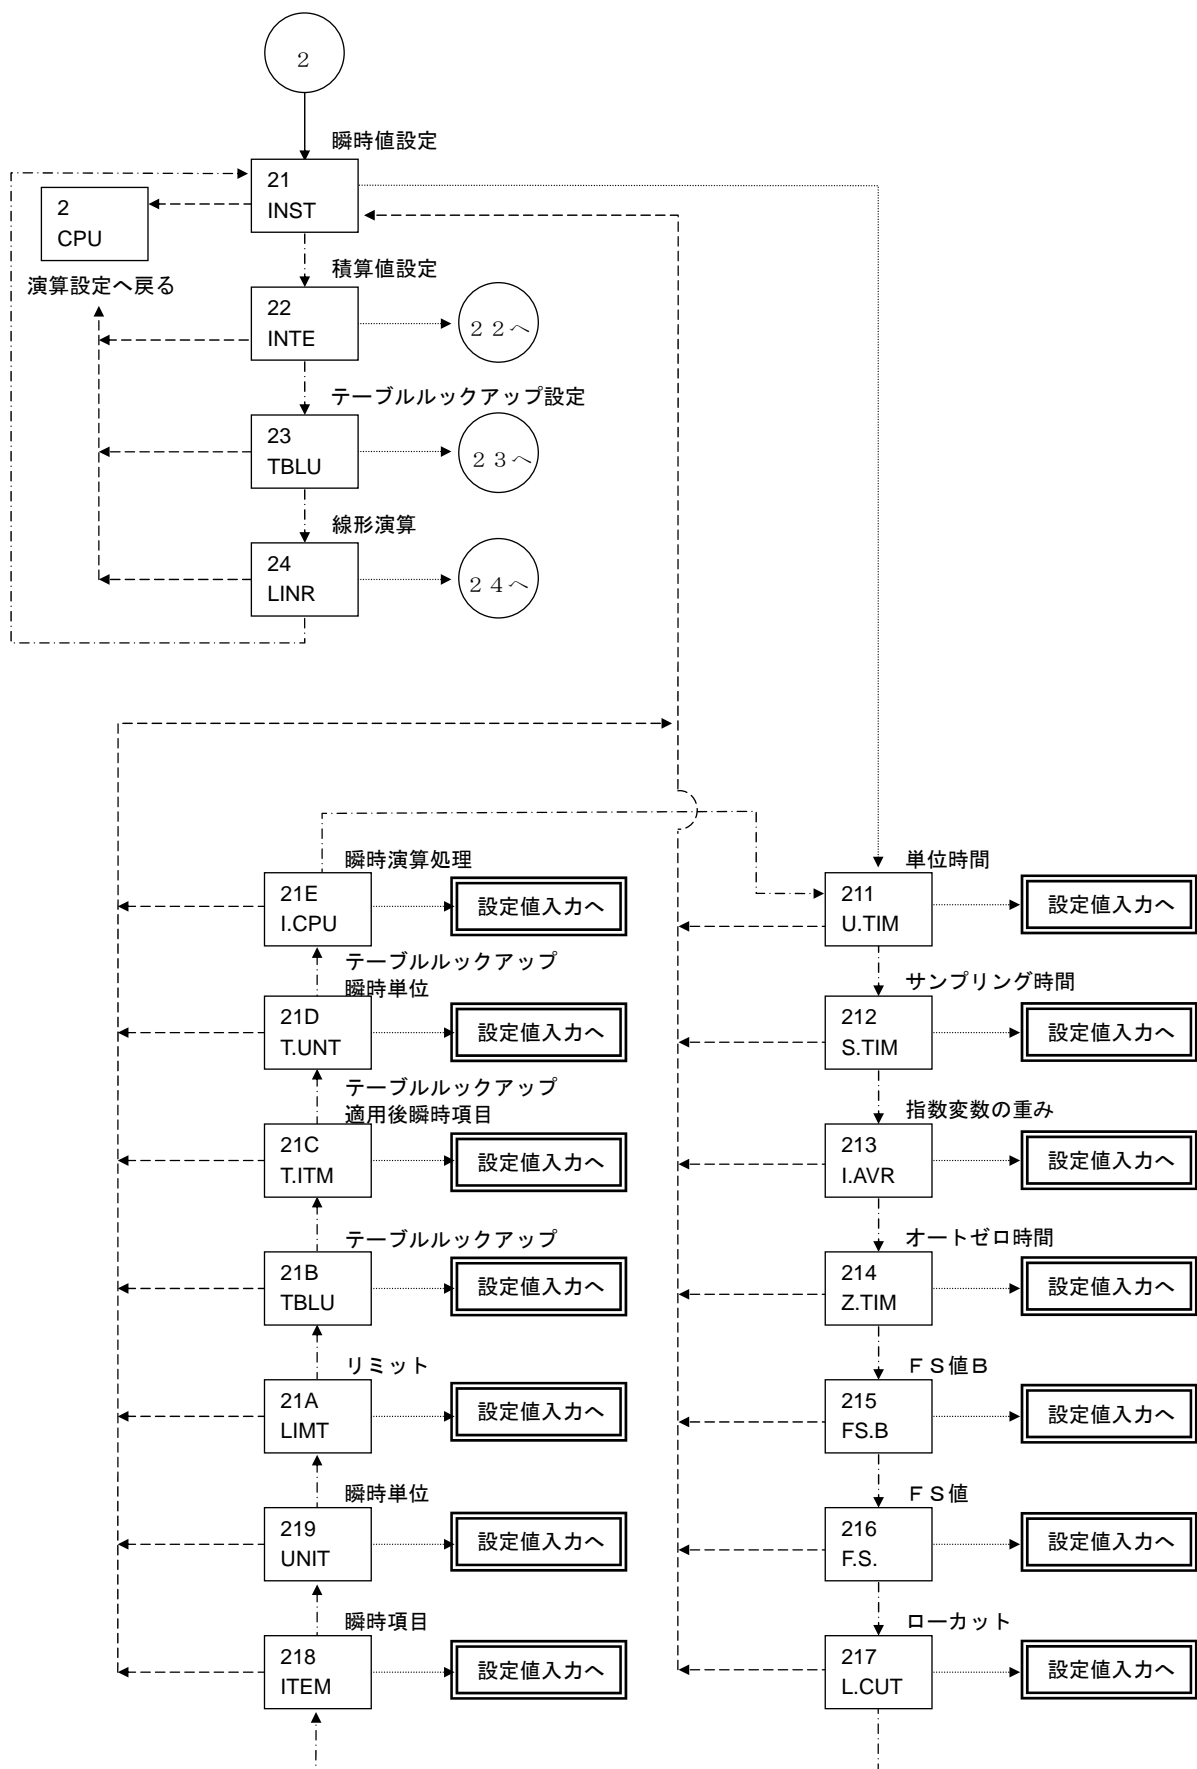 2
瞬時値設定
21
INST
2
CPU
演算設定へ戻る
積算値設定
22
INTE
２２へ
テーブルルックアップ設定
23
TBLU
２３へ
線形演算
24
LINR
２４へ
瞬時演算処理
21E
I.CPU
設定値入力へ
テーブルルックアップ
瞬時単位
21D
T.UNT
設定値入力へ
テーブルルックアップ
適用後瞬時項目
21C
T.ITM
設定値入力へ
テーブルルックアップ
21B
TBLU
設定値入力へ
リミット
21A
LIMT
設定値入力へ
瞬時単位
219
UNIT
設定値入力へ
瞬時項目
218
ITEM
設定値入力へ
単位時間
211
U.TIM
設定値入力へ
サンプリング時間
212
S.TIM
設定値入力へ
指数変数の重み
213
I.AVR
設定値入力へ
オートゼロ時間
214
Z.TIM
設定値入力へ
ＦＳ値Ｂ
215
FS.B
設定値入力へ
ＦＳ値
216
F.S.
設定値入力へ
ローカット
217
L.CUT
設定値入力へ